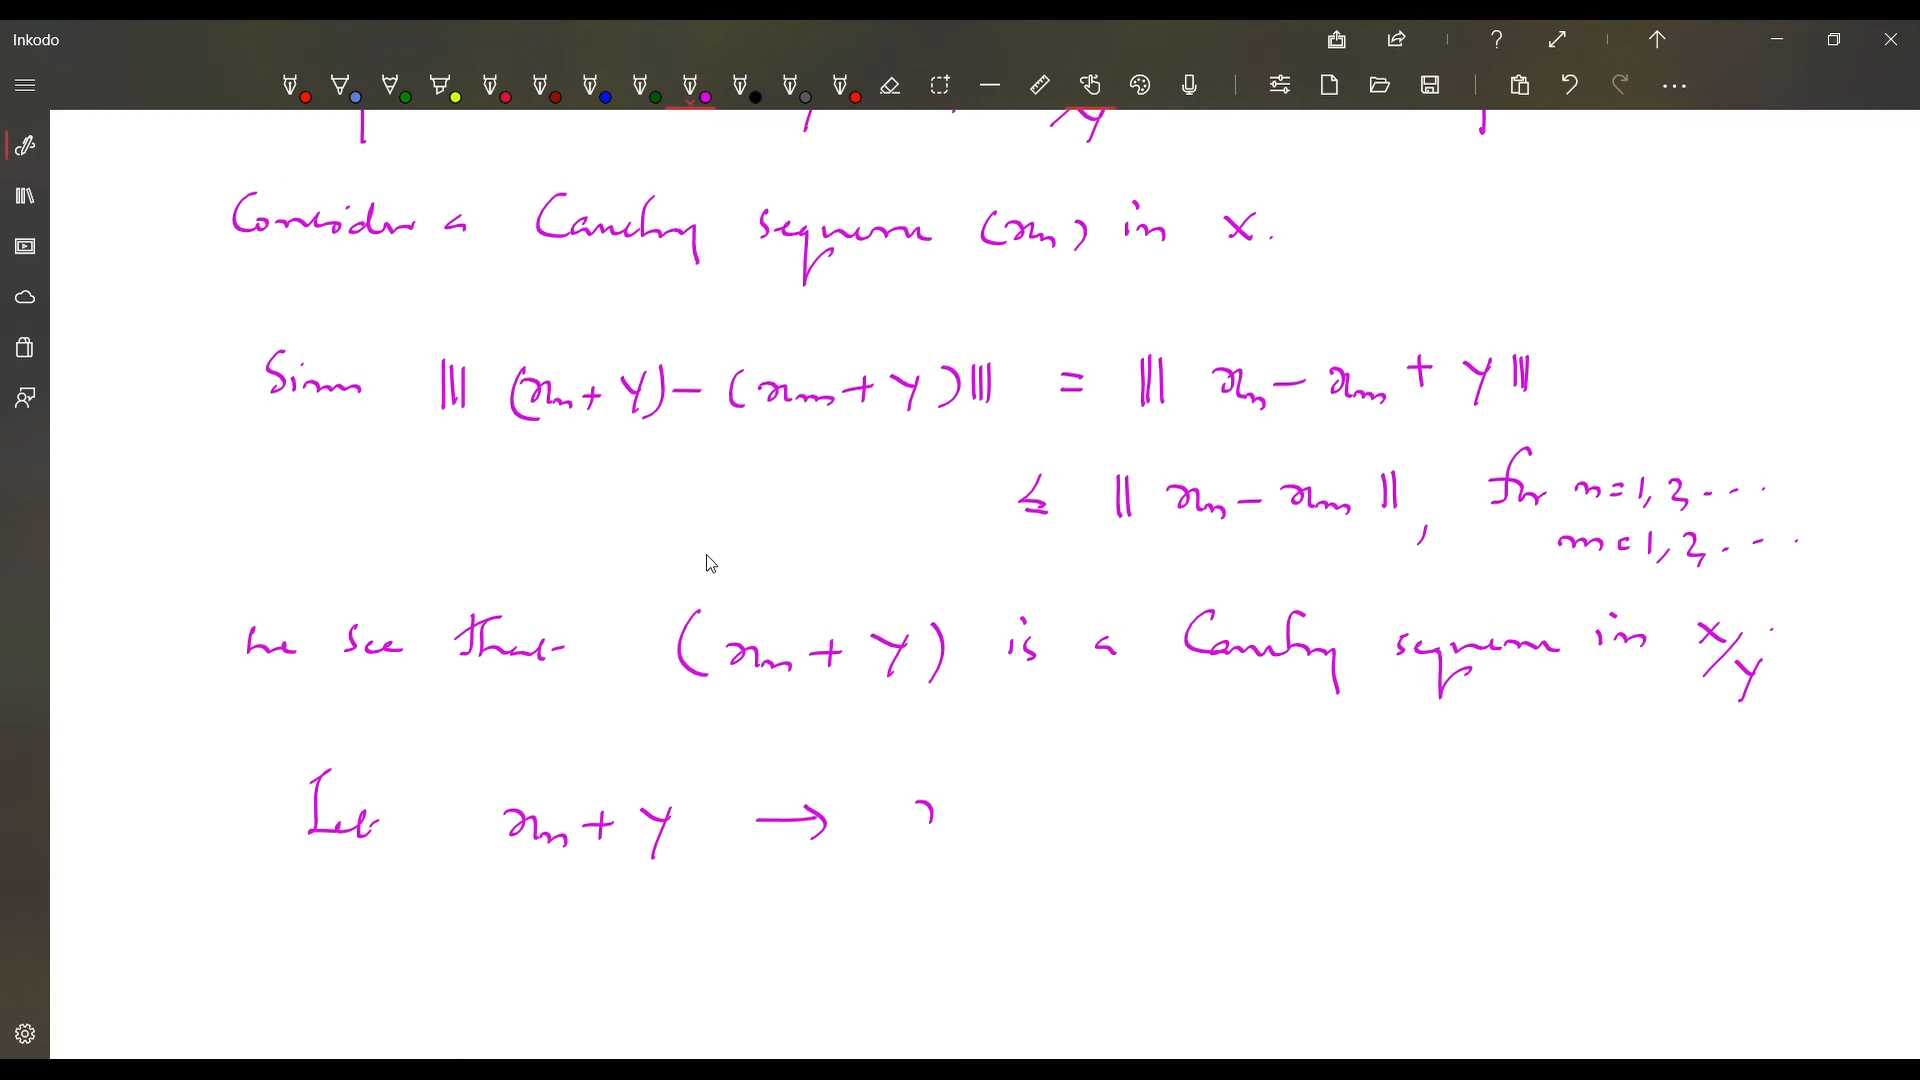 Inkodo
Consider a Cauchy sequence (xn) in X.
Since ||| (xn + Y) - (xm + Y) ||| = ||| xn - xm + Y |||
≤ || xn - xm ||, for n=1, 2, ...
m=1, 2, ...
we see that (xn + Y) is a Cauchy sequence in X/Y.
Let xn + Y →